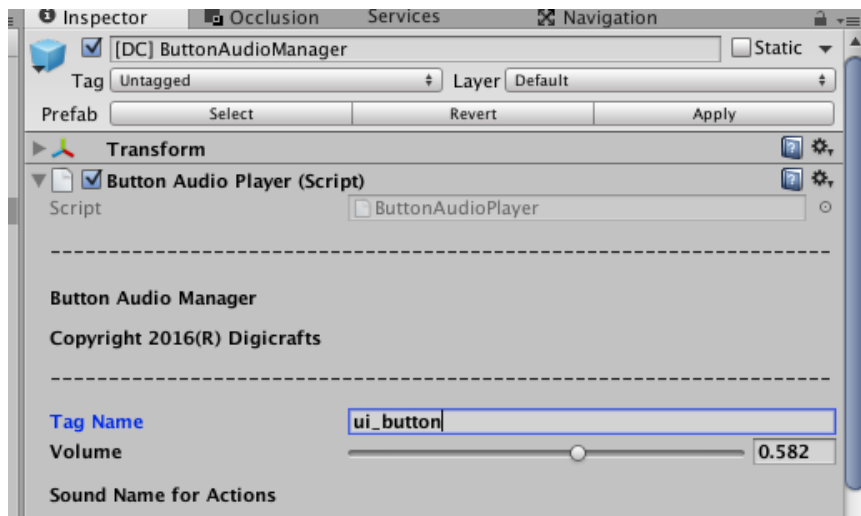 Inspector Occlusion Services Navigation
[DC] ButtonAudioManager Static
Tag Untagged Layer Default
Prefab Select Revert Apply
Transform
Button Audio Player (Script)
Script ButtonAudioPlayer
------------------------------------------------------------
Button Audio Manager
Copyright 2016(R) Digicrafts
------------------------------------------------------------
Tag Name ui_button
Volume 0.582
Sound Name for Actions